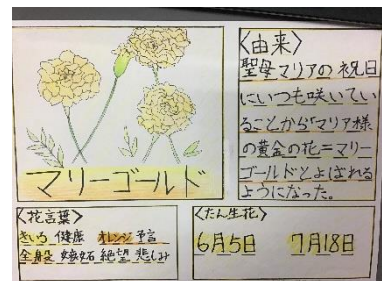 〈由来〉
聖母マリアの祝日
にいつも咲いてい
ることから「マリア様
の黄金の花=マリー
ゴールドとよばれる
ようになった。
マリーゴールド
〈花言葉〉
きいろ 健康 オレンジ 予言
全般 嫉妬 絶望 悲しみ
〈たん生花〉
6月5日 7月18日